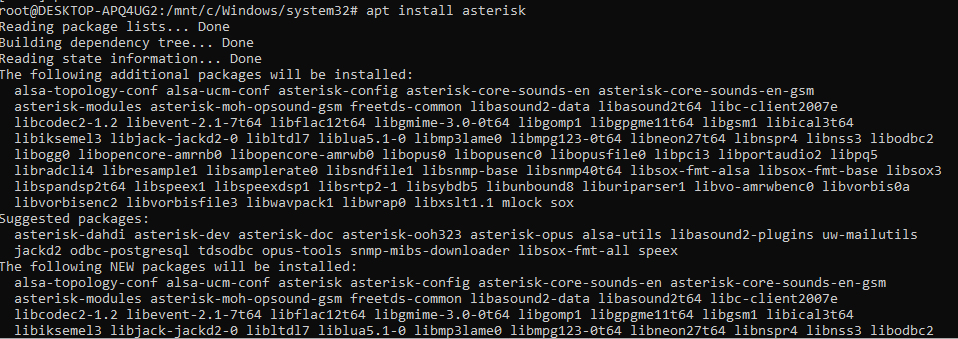 root@DESKTOP-APQ4UG2:/mnt/c/Windows/system32# apt install asterisk
Reading package lists... Done
Building dependency tree... Done
Reading state information... Done
The following additional packages will be installed:
  alsa-topology-conf alsa-ucm-conf asterisk-config asterisk-core-sounds-en asterisk-core-sounds-en-gsm
  asterisk-modules asterisk-moh-opsound-gsm freetds-common libasound2-data libasound2t64 libc-client2007e
  libcodec2-1.2 libevent-2.1-7t64 libflac12t64 libgmime-3.0-0t64 libgomp1 libgpgme11t64 libgsm1 libical3t64
  libiksemel3 libjack-jackd2-0 libltdl7 liblua5.1-0 libmp3lame0 libmpg123-0t64 libneon27t64 libnspr4 libnss3 libodbc2
  libogg0 libopencore-amrnb0 libopencore-amrwb0 libopus0 libopusenc0 libopusfile0 libpci3 libportaudio2 libpq5
  libradcli4 libresample1 libsamplerate0 libsndfile1 libsnmp-base libsnmp40t64 libsox-fmt-alsa libsox-fmt-base libsox3
  libspandsp2t64 libspeex1 libspeexdsp1 libsrtp2-1 libsybdb5 libunbound8 liburiparser1 libvo-amrwbenc0 libvorbis0a
  libvorbisenc2 libvorbisfile3 libwavpack1 libwrap0 libxslt1.1 mlock sox
Suggested packages:
  asterisk-dahdi asterisk-dev asterisk-doc asterisk-ooh323 asterisk-opus alsa-utils libasound2-plugins uw-mailutils
  jackd2 odbc-postgresql tdsodbc opus-tools snmp-mibs-downloader libsox-fmt-all speex
The following NEW packages will be installed:
  alsa-topology-conf alsa-ucm-conf asterisk asterisk-config asterisk-core-sounds-en asterisk-core-sounds-en-gsm
  asterisk-modules asterisk-moh-opsound-gsm freetds-common libasound2-data libasound2t64 libc-client2007e
  libcodec2-1.2 libevent-2.1-7t64 libflac12t64 libgmime-3.0-0t64 libgomp1 libgpgme11t64 libgsm1 libical3t64
  libiksemel3 libjack-jackd2-0 libltdl7 liblua5.1-0 libmp3lame0 libmpg123-0t64 libneon27t64 libnspr4 libnss3 libodbc2